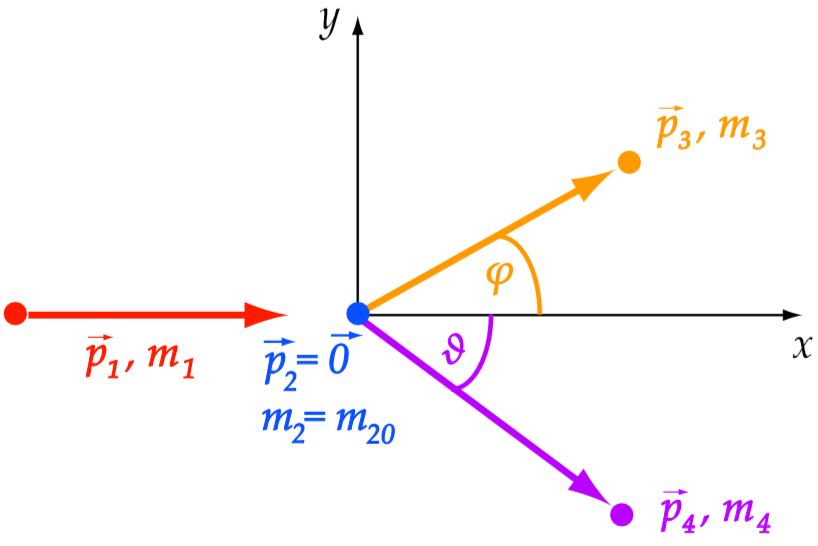 y
p⃗₃, m₃
φ
x
ϑ
p⃗₁, m₁
p⃗₂= 0⃗
m₂= m₂₀
p⃗₄, m₄